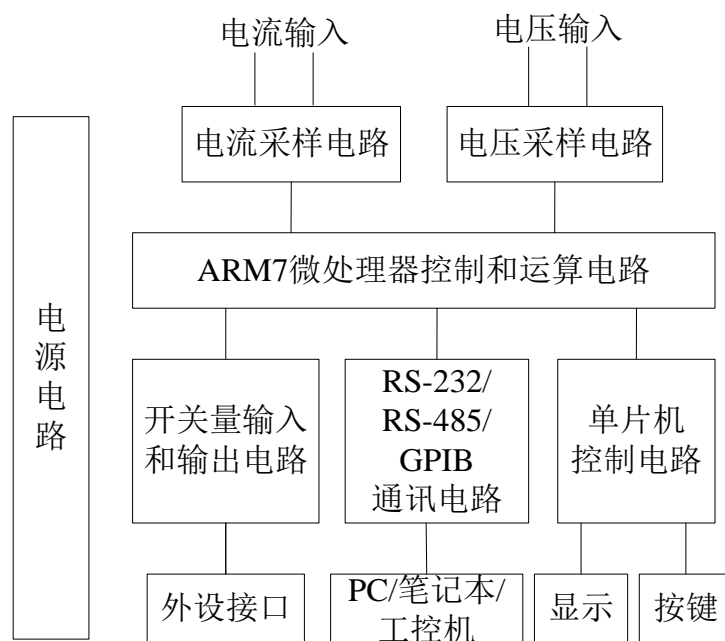 电流输入
电压输入
电流采样电路
电压采样电路
ARM7微处理器控制和运算电路
电
源
电
路
开关量输入
和输出电路
RS-232/
RS-485/
GPIB
通讯电路
单片机
控制电路
外设接口
PC/笔记本/
工控机
显示
按键